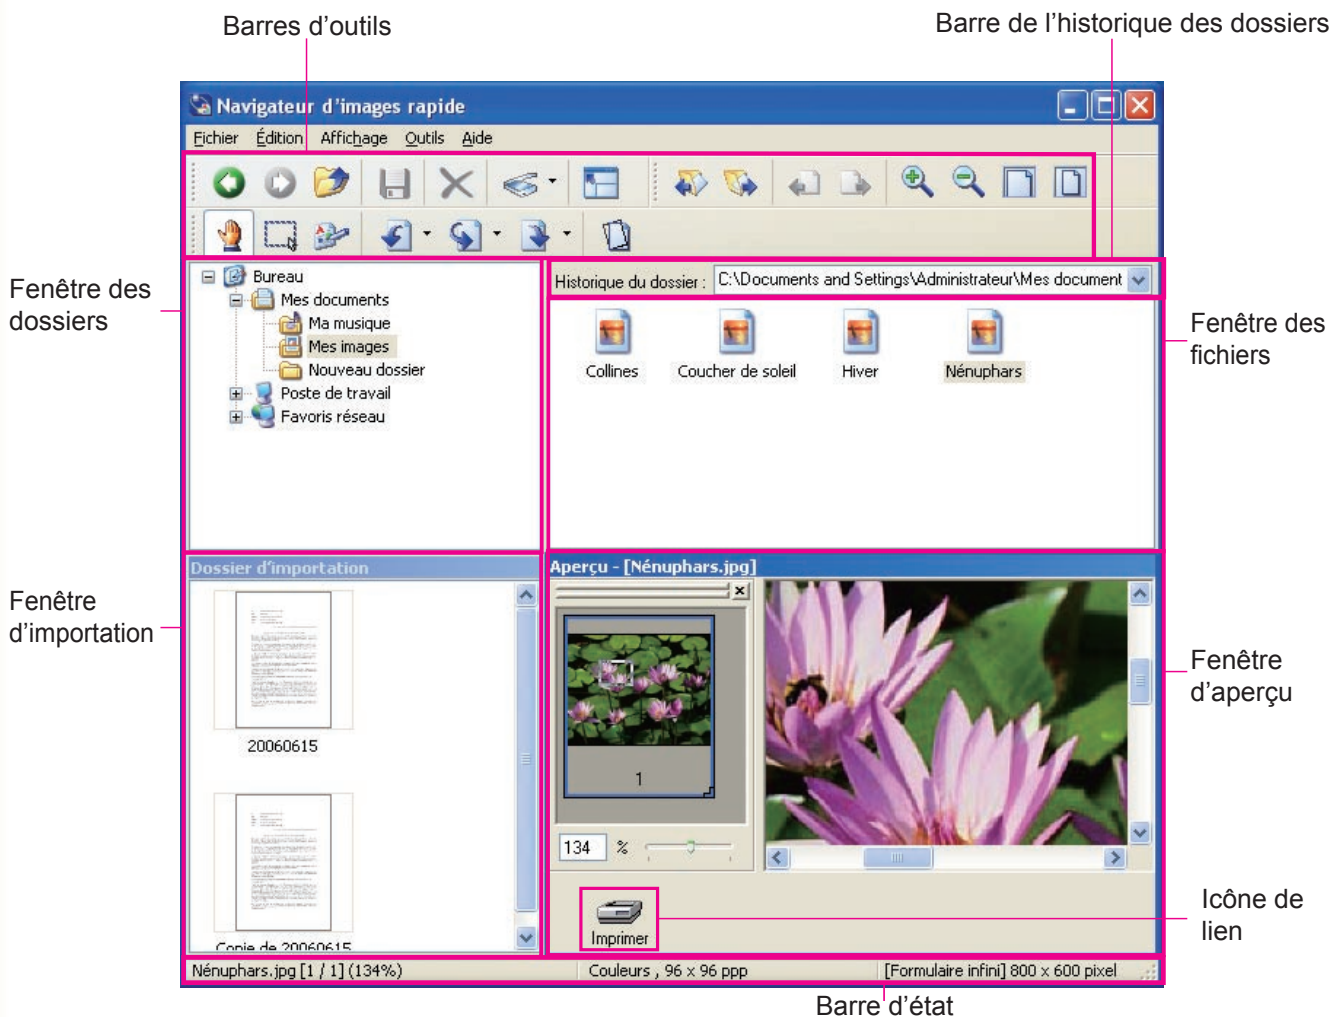 Barres d’outils
Barre de l’historique des dossiers
Navigateur d'images rapide
Fichier Édition Affichage Outils Aide
Fenêtre des
dossiers
Bureau
Mes documents
Ma musique
Mes images
Nouveau dossier
Poste de travail
Favoris réseau
Historique du dossier : C:\Documents and Settings\Administrateur\Mes document
Collines Coucher de soleil Hiver Nénuphars
Fenêtre des
fichiers
Fenêtre
d’importation
Dossier d'importation
20060615
Copie de 20060615
Aperçu - [Nénuphars.jpg]
1
134 %
Imprimer
Fenêtre
d’aperçu
Icône de
lien
Nénuphars.jpg [1 / 1] (134%) Couleurs , 96 x 96 ppp [Formulaire infini] 800 x 600 pixel
Barre d’état